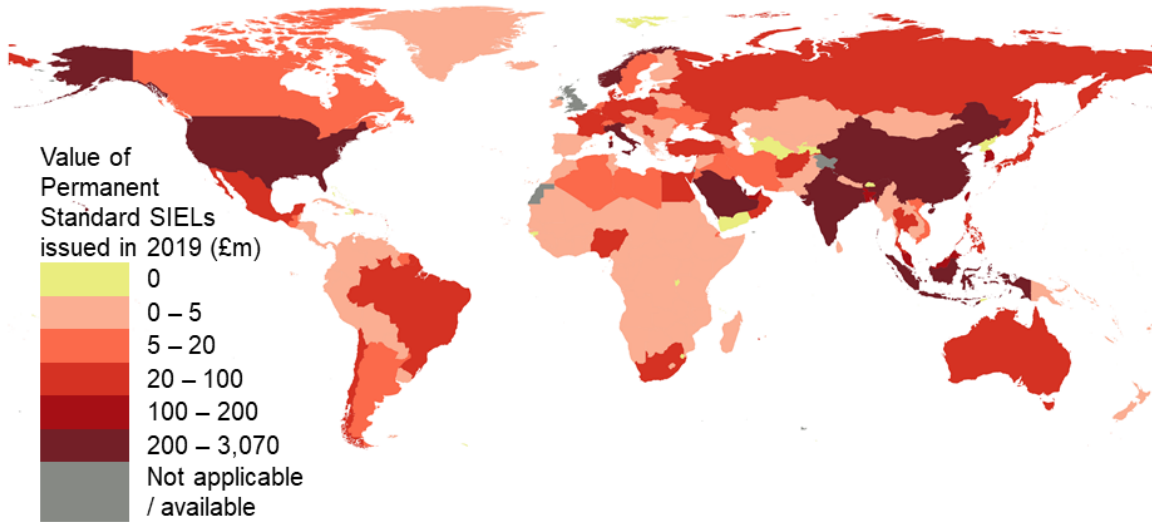 Value of
Permanent
Standard SIELs
issued in 2019 (£m)
0
0 – 5
5 – 20
20 – 100
100 – 200
200 – 3,070
Not applicable
/ available